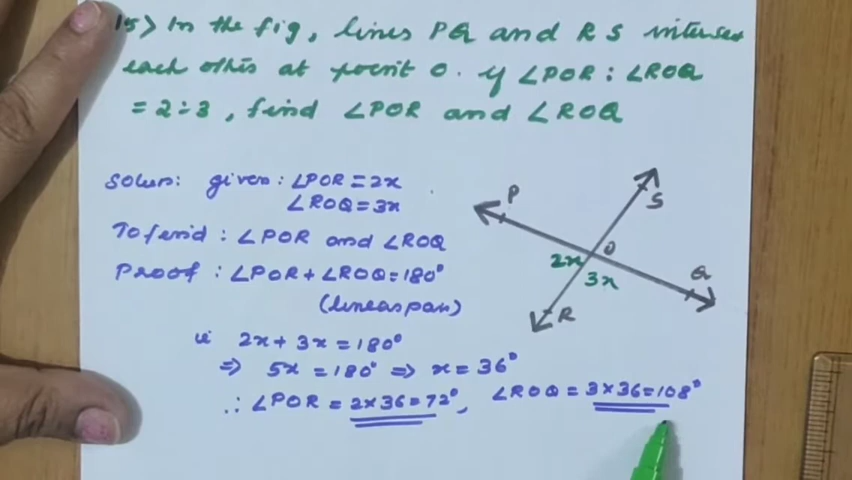 15> In the fig, lines PQ and RS intersect
each other at point O. if ∠POR : ∠ROQ
= 2:3, find ∠POR and ∠ROQ
Solun: given: ∠POR = 2x
∠ROQ = 3x
To find : ∠POR and ∠ROQ
Proof : ∠POR + ∠ROQ = 180°
(linear pair)
ie 2x + 3x = 180°
⇒ 5x = 180° ⇒ x = 36°
∴ ∠POR = 2×36 = 72°, ∠ROQ = 3×36 = 108°
P
S
O
2x
3x
Q
R